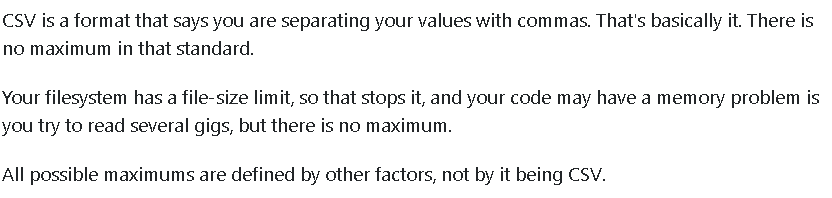 CSV is a format that says you are separating your values with commas. That's basically it. There is
no maximum in that standard.
Your filesystem has a file-size limit, so that stops it, and your code may have a memory problem is
you try to read several gigs, but there is no maximum.
All possible maximums are defined by other factors, not by it being CSV.